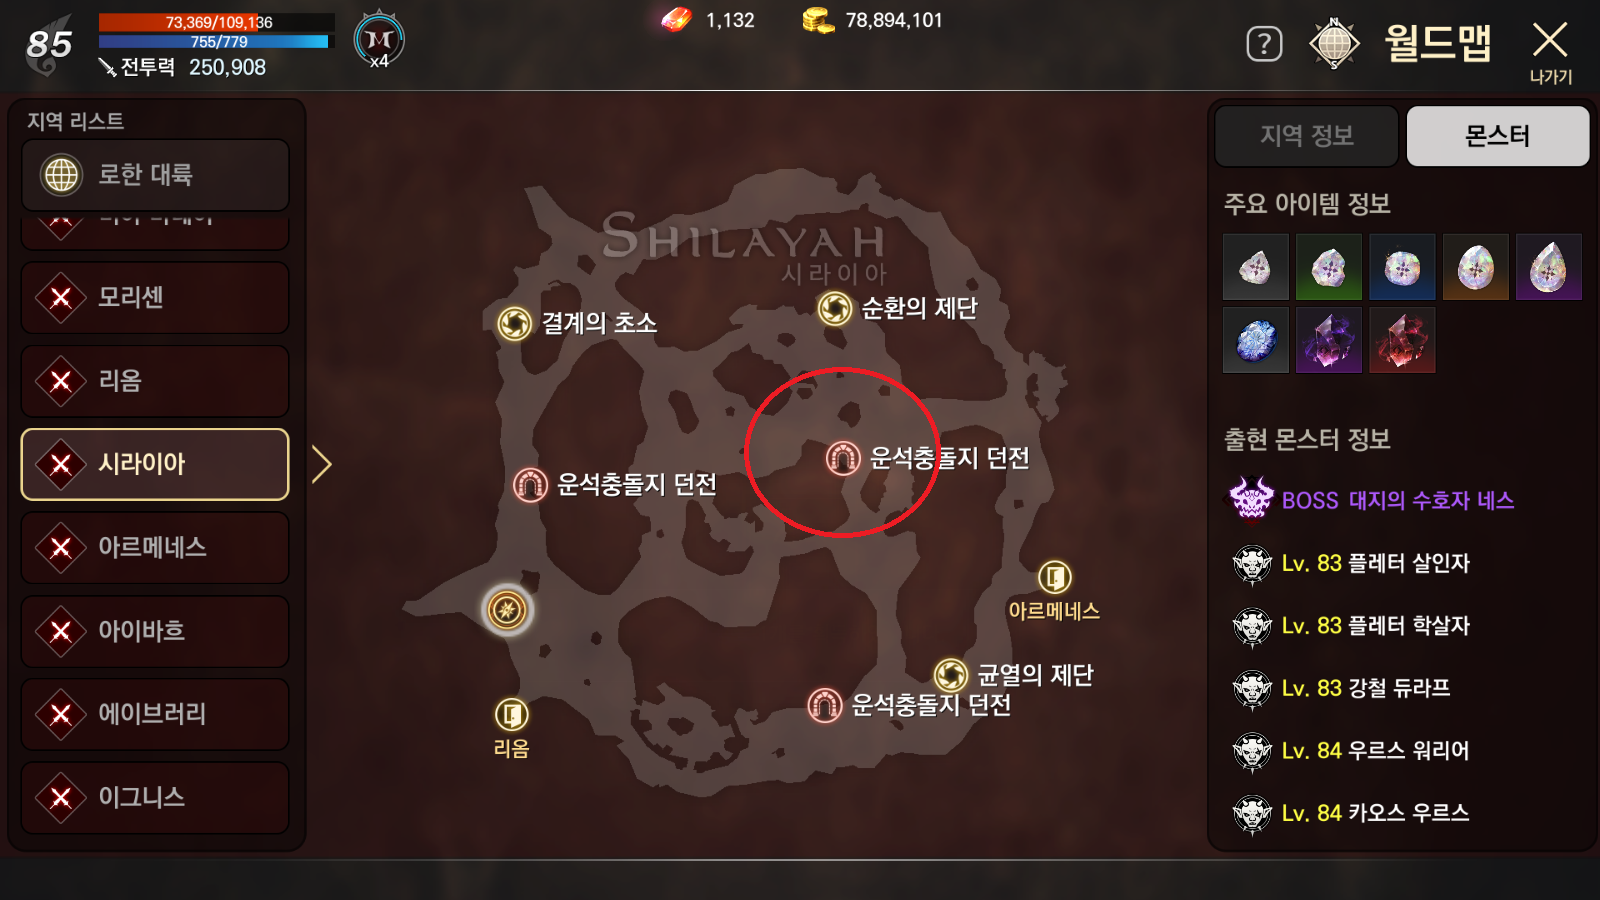 85
73,369/109,136
755/779
전투력 250,908
M
x4
1,132
78,894,101
?
N
S
월드맵
나가기
지역 리스트
로한 대륙
모리센
리옴
시라이아
아르메네스
아이바흐
에이브러리
이그니스
SHILAYAH
시라이아
결계의 초소
순환의 제단
운석충돌지 던전
운석충돌지 던전
아르메네스
균열의 제단
운석충돌지 던전
리옴
지역 정보
몬스터
주요 아이템 정보
출현 몬스터 정보
BOSS 대지의 수호자 네스
Lv. 83 플레터 살인자
Lv. 83 플레터 학살자
Lv. 83 강철 듀라프
Lv. 84 우르스 워리어
Lv. 84 카오스 우르스